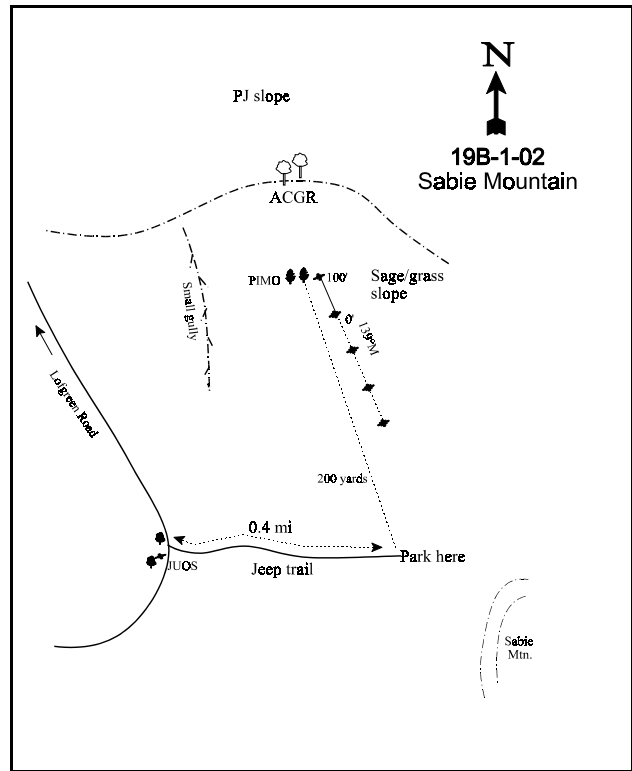 N
PJ slope
19B-1-02
Sabie Mountain
ACGR
PIMO
100'
Sage/grass
slope
Small gully
0'
139°M
Lofgreen Road
200 yards
0.4 mi
Park here
JUOS
Jeep trail
Sabie
Mtn.